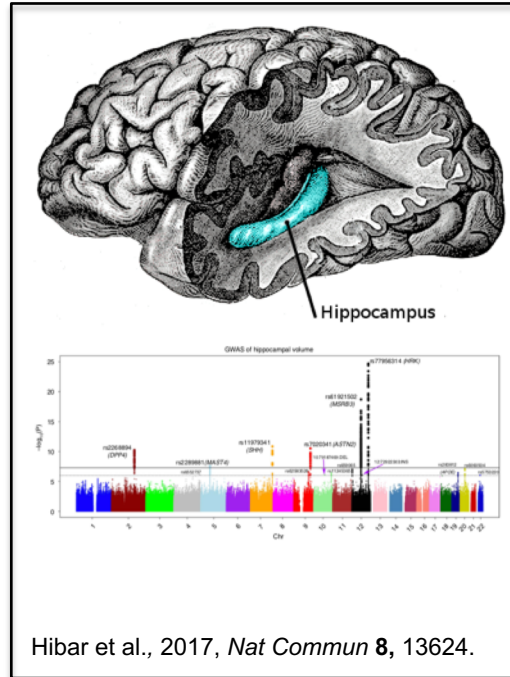 Hippocampus
GWAS of hippocampal volume
rs77956314 (HRK)
rs61921502
(MSRB3)
rs11979341
(SHH)
rs7020341 (ASTN2)
rs2268894
(DPP4)
rs2289881(MAST4)
25
20
15
10
5
0
-log10(P)
1 2 3 4 5 6 7 8 9 10 11 12 13 14 15 16 17 18 19 20 21 22
Chr
Hibar et al., 2017, Nat Commun 8, 13624.